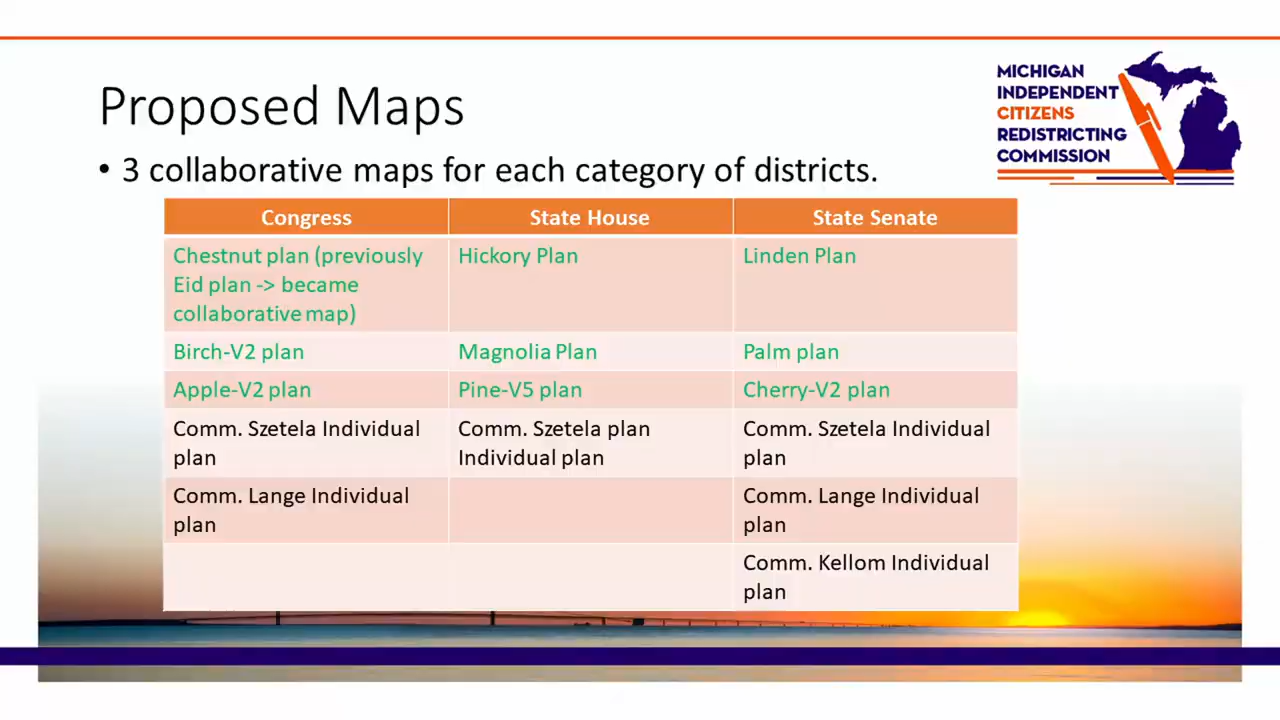 MICHIGAN
INDEPENDENT
CITIZENS
REDISTRICTING
COMMISSION
Proposed Maps
• 3 collaborative maps for each category of districts.
Congress
State House
State Senate
Chestnut plan (previously
Eid plan -> became
collaborative map)
Hickory Plan
Linden Plan
Birch-V2 plan
Magnolia Plan
Palm plan
Apple-V2 plan
Pine-V5 plan
Cherry-V2 plan
Comm. Szetela Individual
plan
Comm. Szetela plan
Individual plan
Comm. Szetela Individual
plan
Comm. Lange Individual
plan
Comm. Lange Individual
plan
Comm. Kellom Individual
plan